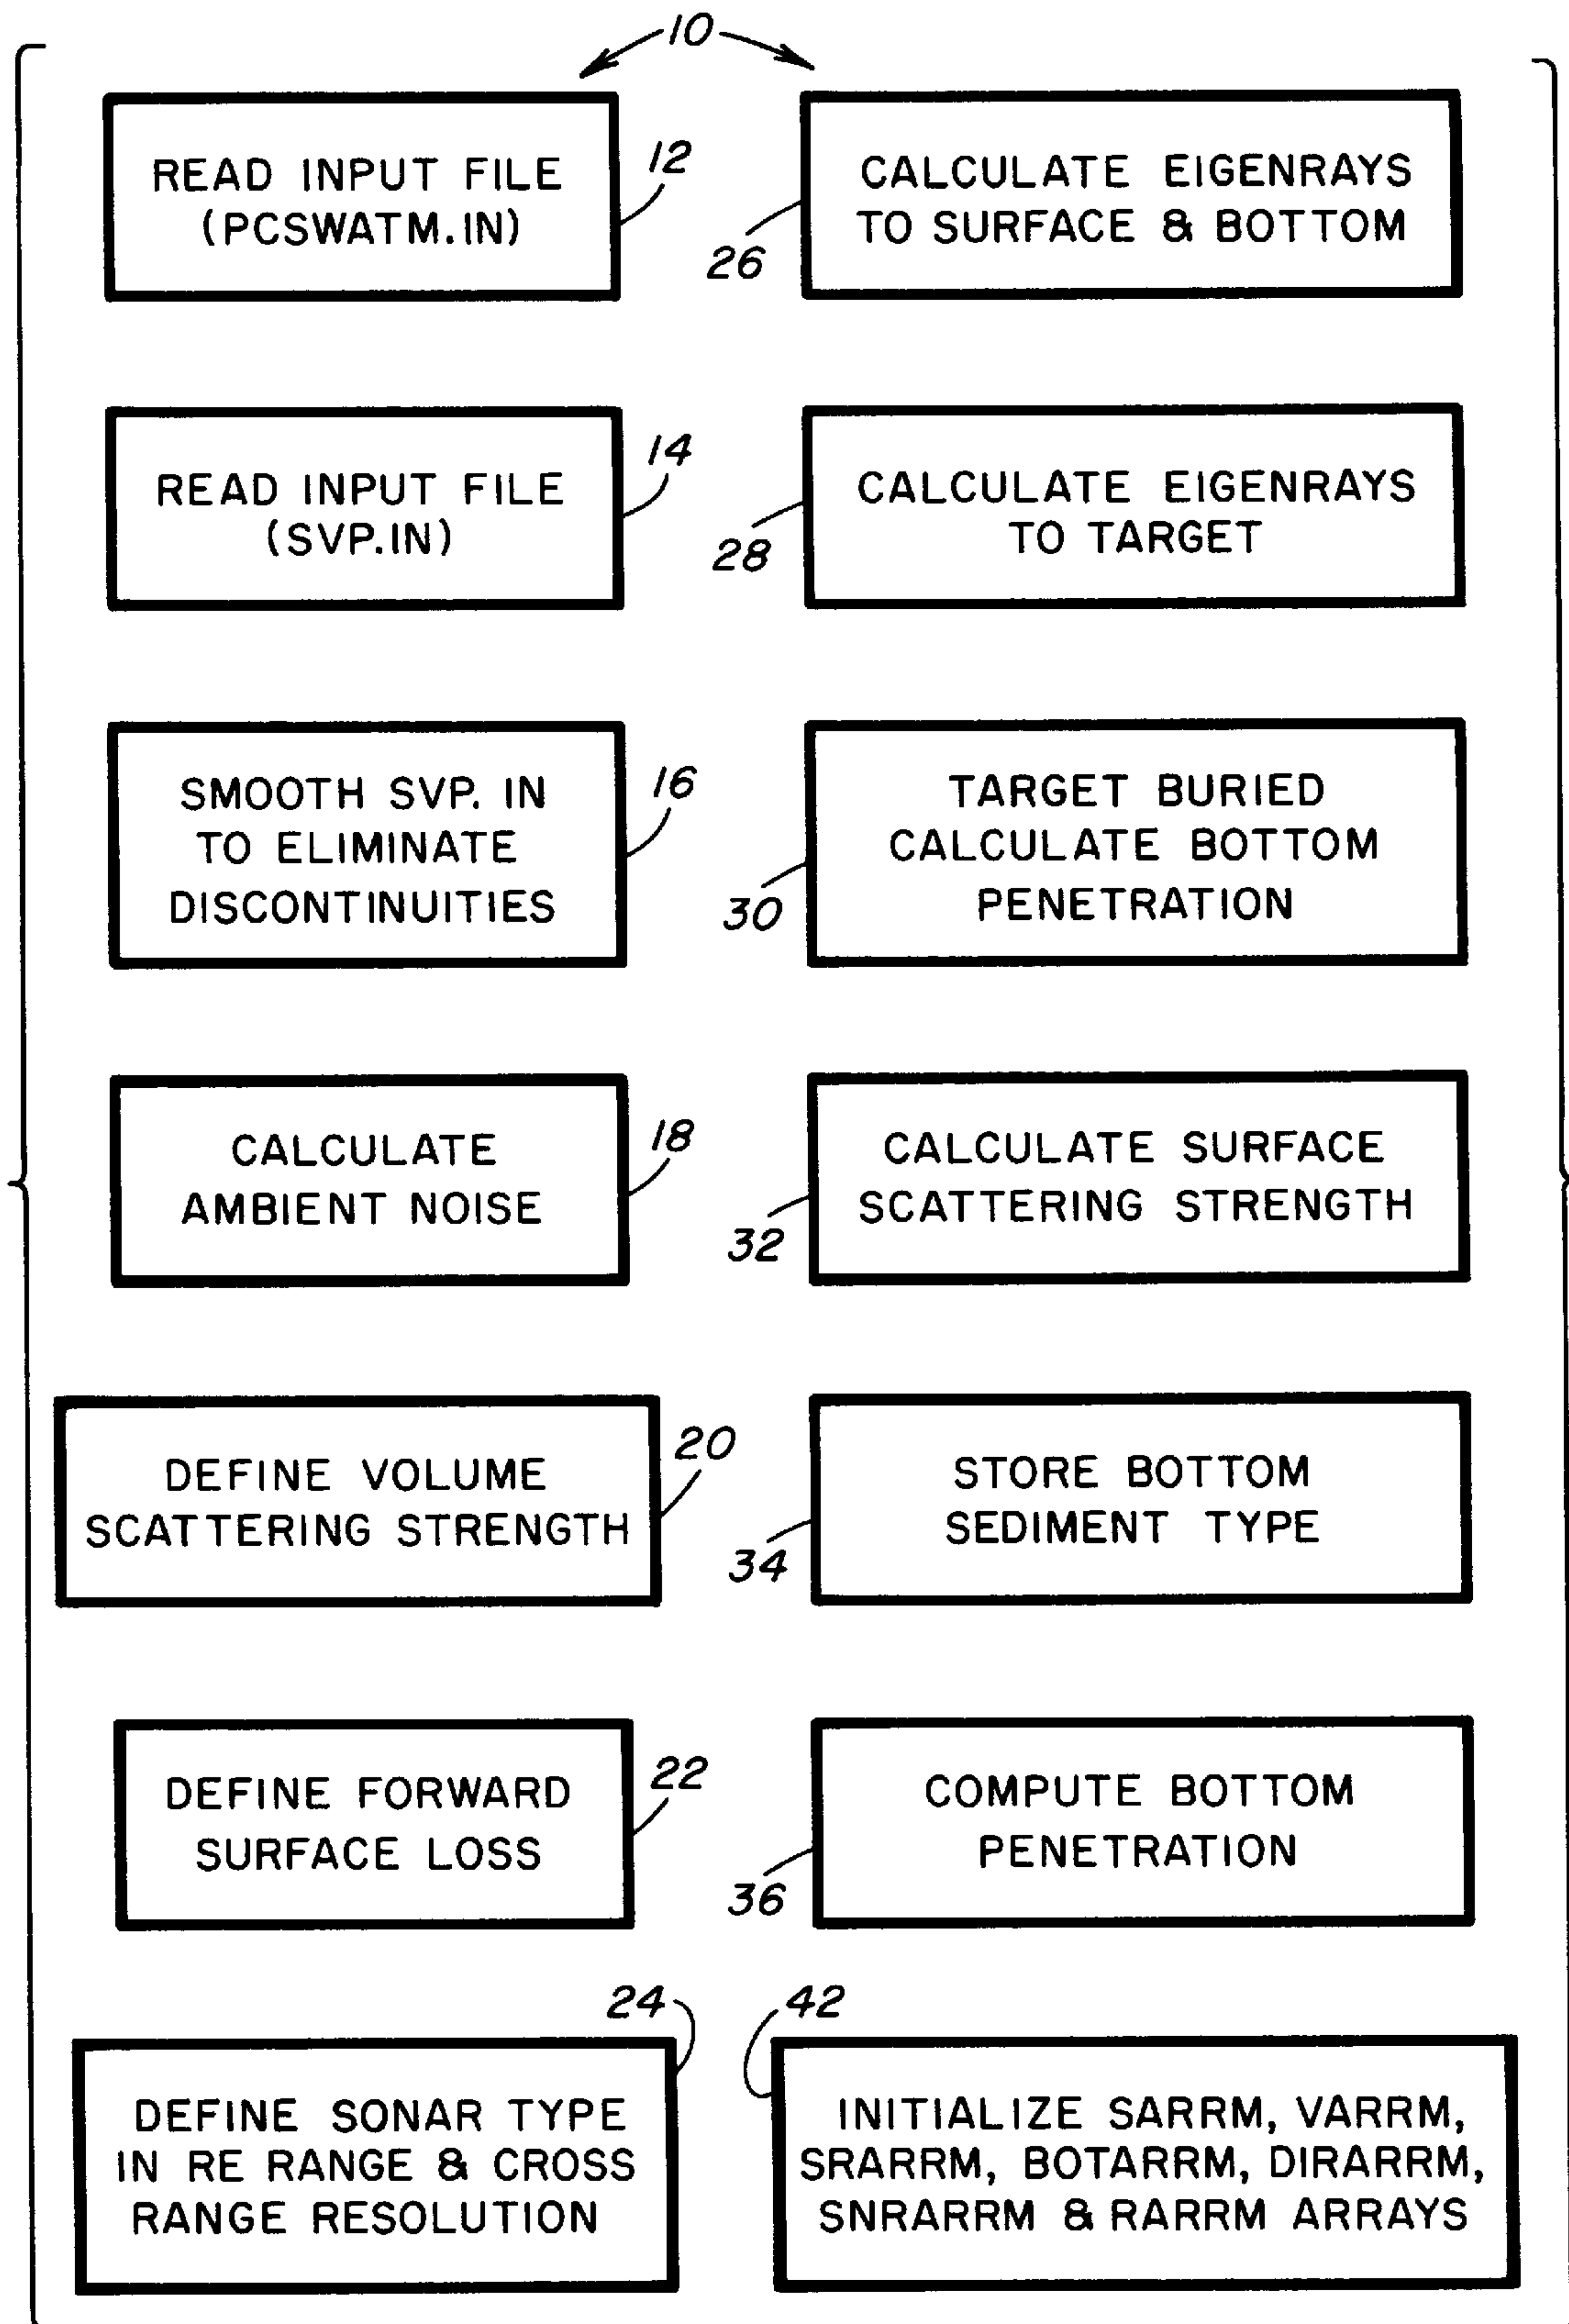 10
READ INPUT FILE
(PCSWATM.IN)
12
READ INPUT FILE
(SVP.IN)
14
SMOOTH SVP. IN
TO ELIMINATE
DISCONTINUITIES
16
CALCULATE
AMBIENT NOISE
18
DEFINE VOLUME
SCATTERING STRENGTH
20
DEFINE FORWARD
SURFACE LOSS
22
DEFINE SONAR TYPE
IN RE RANGE & CROSS
RANGE RESOLUTION
24
CALCULATE EIGENRAYS
TO SURFACE & BOTTOM
26
CALCULATE EIGENRAYS
TO TARGET
28
TARGET BURIED
CALCULATE BOTTOM
PENETRATION
30
CALCULATE SURFACE
SCATTERING STRENGTH
32
STORE BOTTOM
SEDIMENT TYPE
34
COMPUTE BOTTOM
PENETRATION
36
42
INITIALIZE SARRM, VARRM,
SRARRM, BOTARRM, DIRARRM,
SNRARRM & RARRM ARRAYS